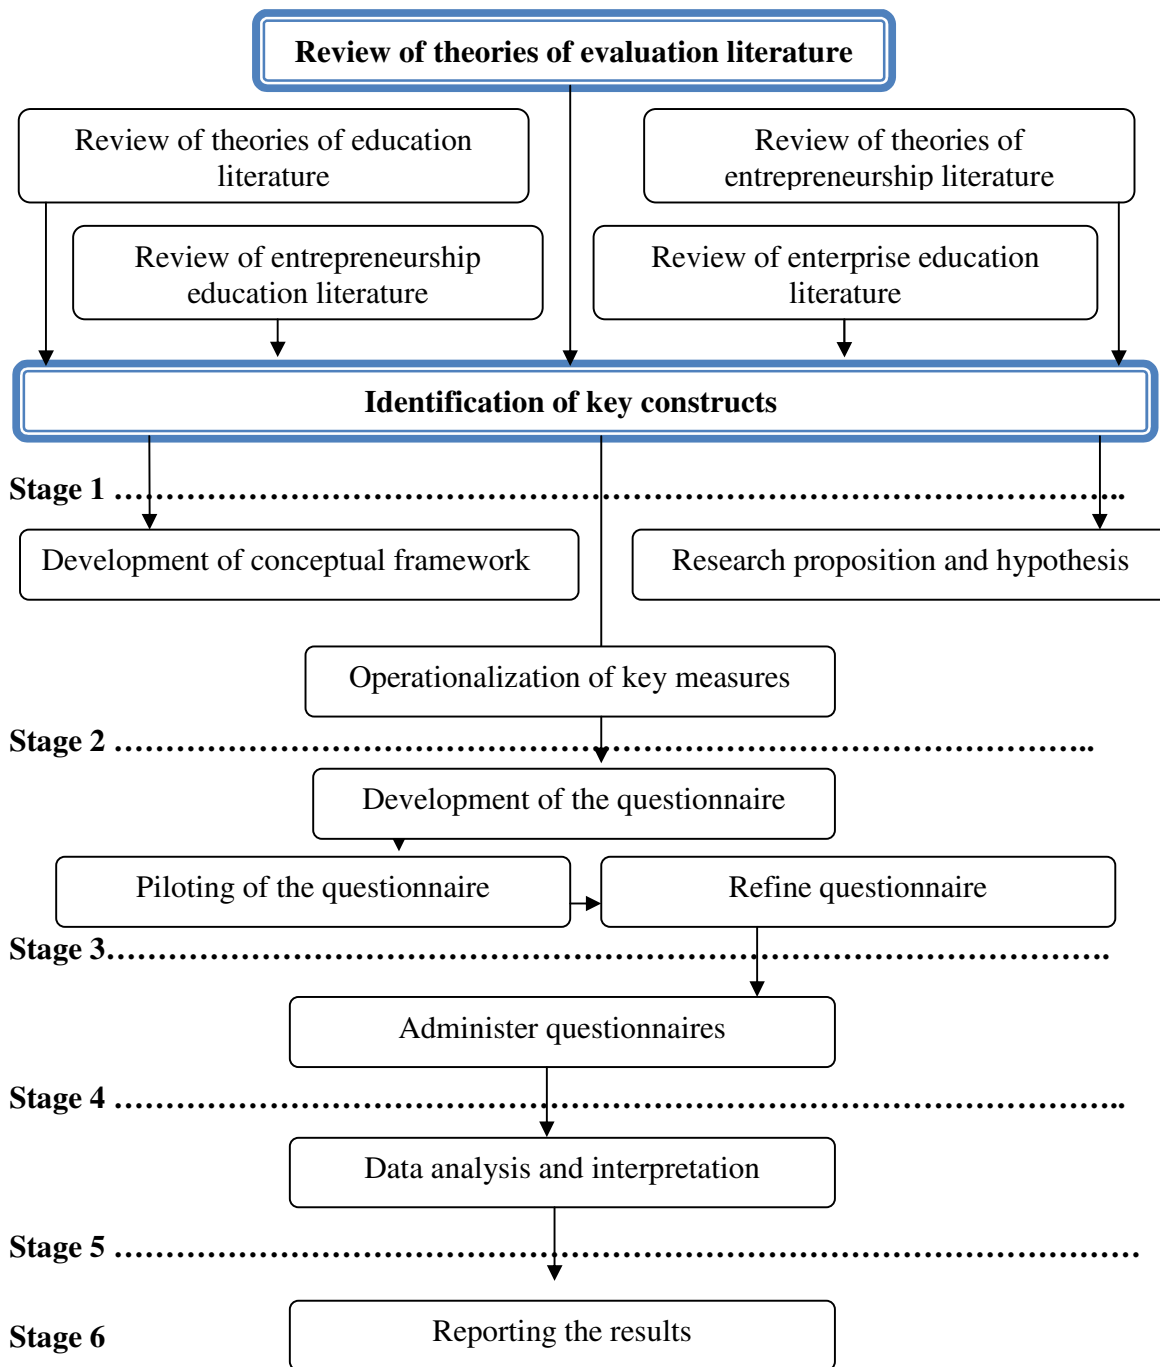 Review of theories of evaluation literature
Review of theories of education
literature
Review of theories of
entrepreneurship literature
Review of entrepreneurship
education literature
Review of enterprise education
literature
Identification of key constructs
Stage 1 ………………………………………………………………………………………..
Development of conceptual framework
Research proposition and hypothesis
Operationalization of key measures
Stage 2 ……………………………………………………………………………………..
Development of the questionnaire
Piloting of the questionnaire
Refine questionnaire
Stage 3……………………………………………………………………………………….
Administer questionnaires
Stage 4 ………………………………………………………………………………………..
Data analysis and interpretation
Stage 5 …………………………………………………………………………………………
Stage 6
Reporting the results